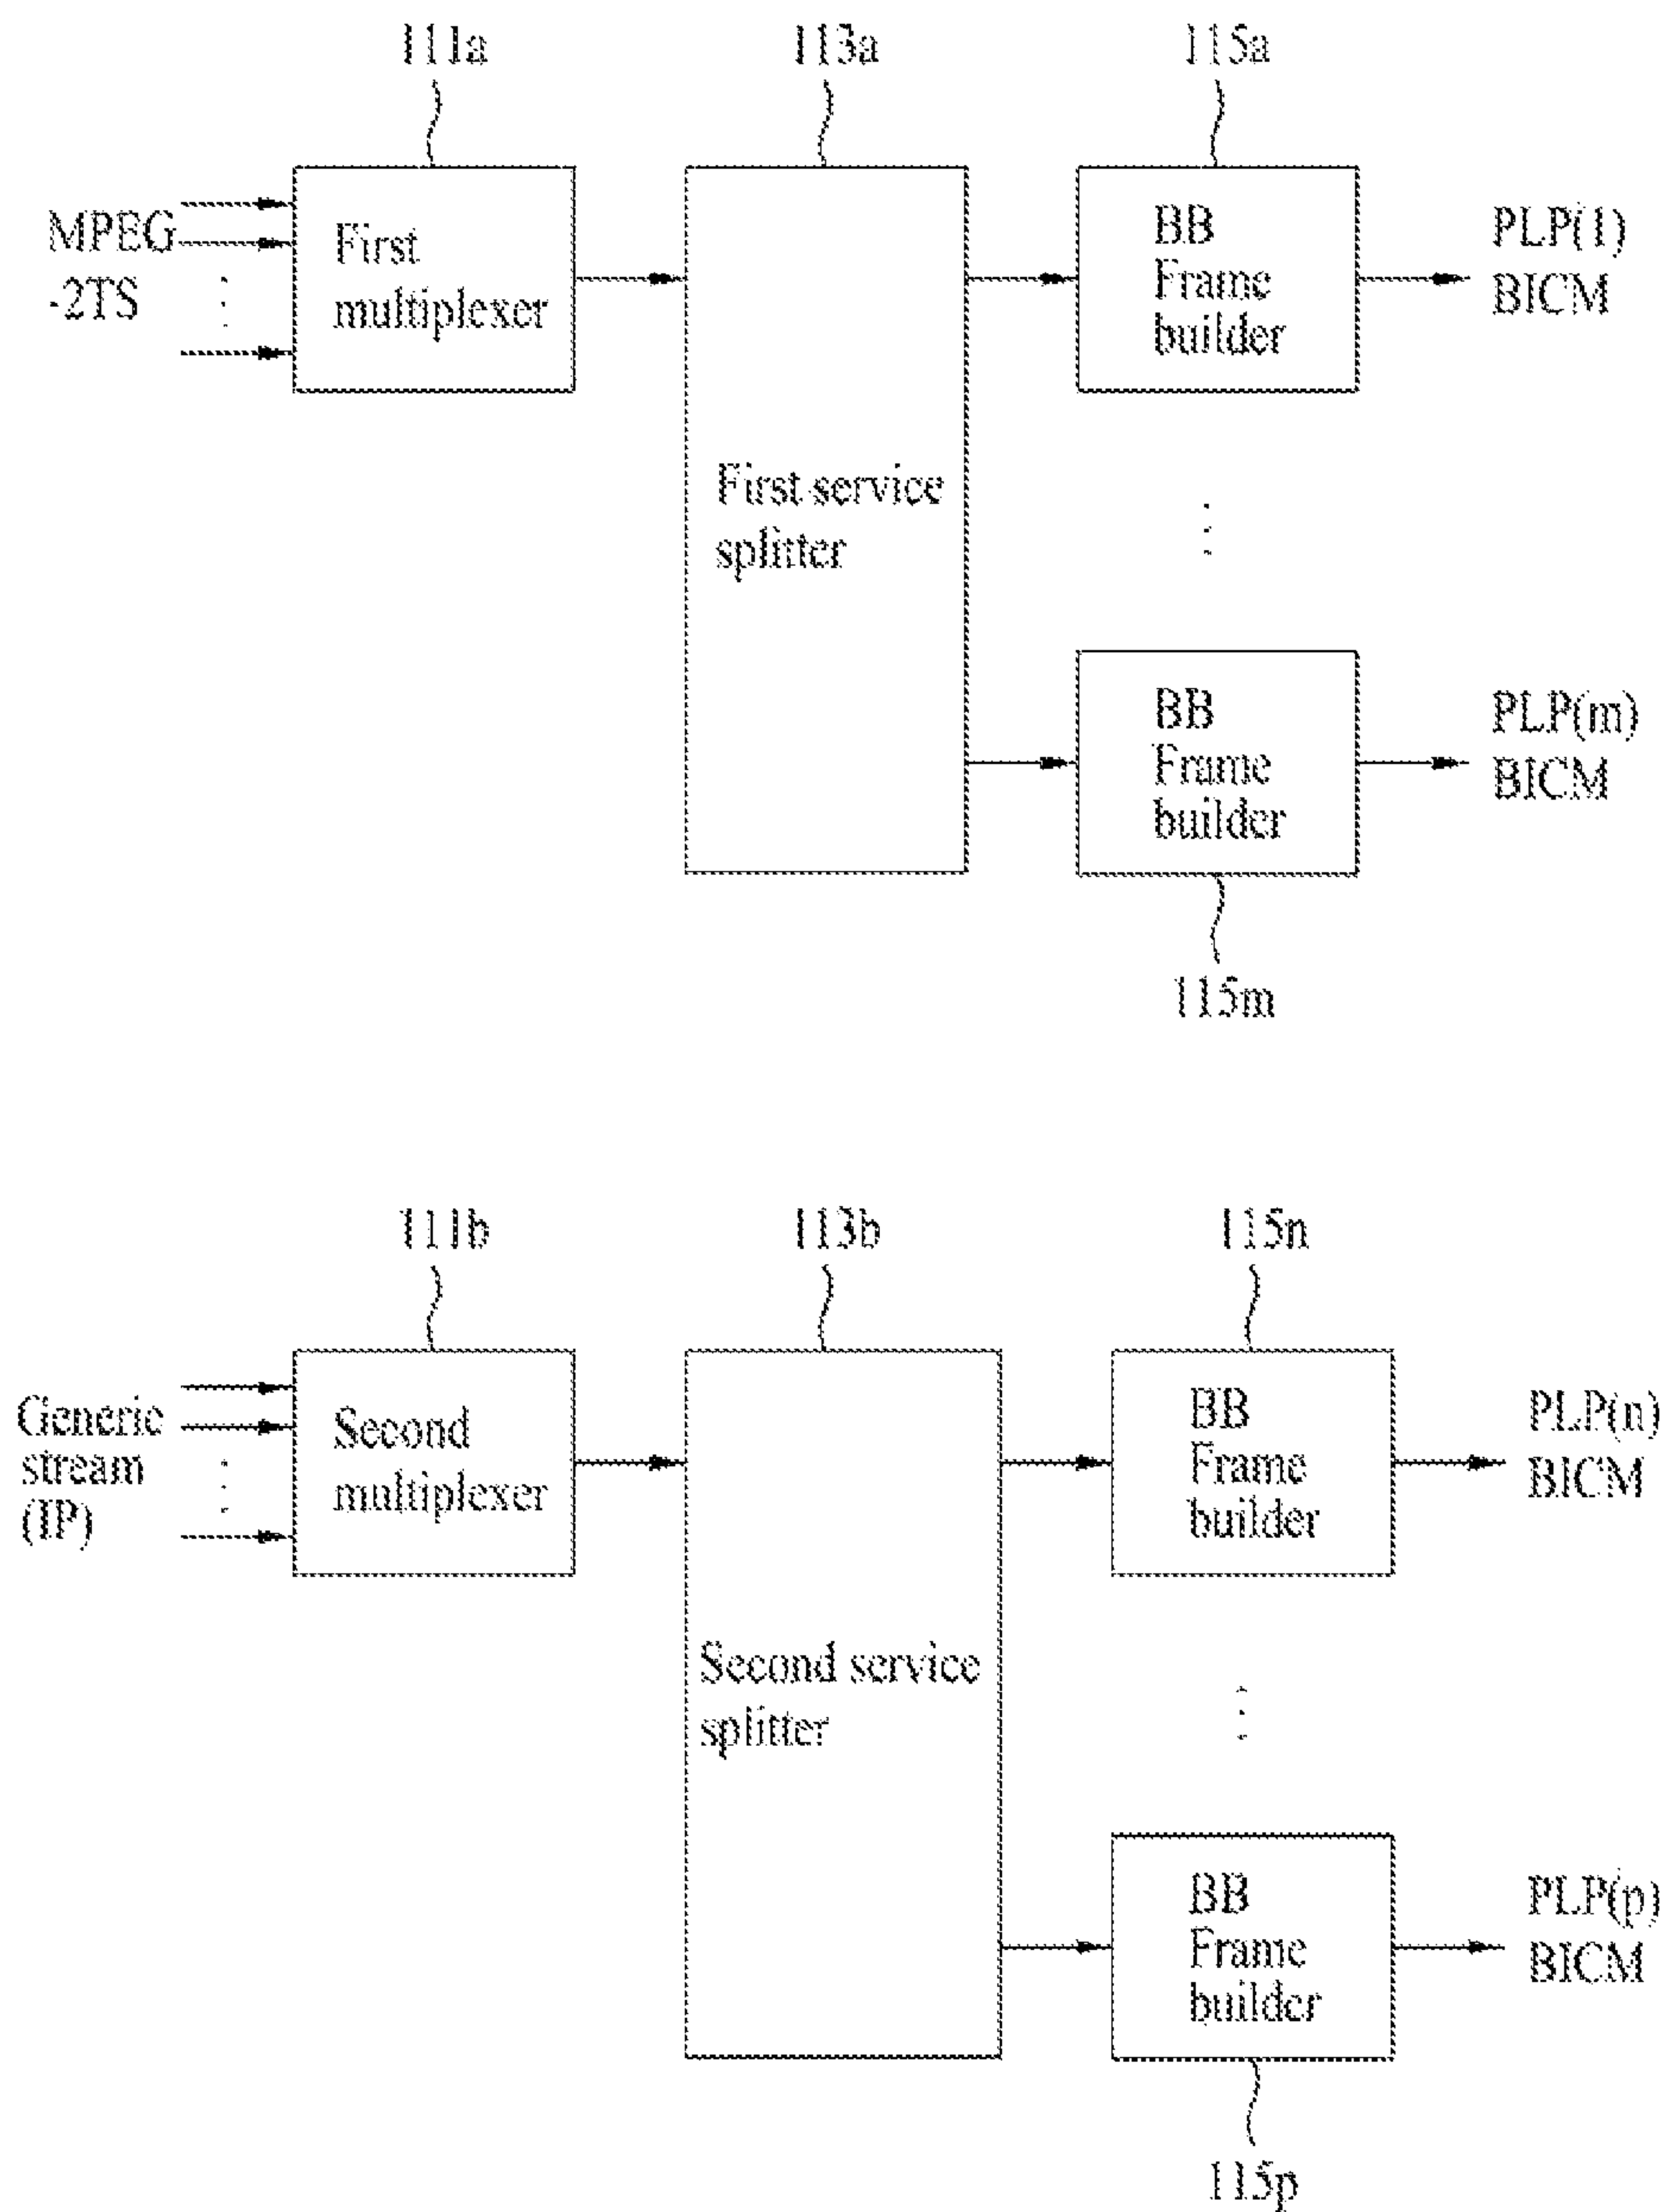 111a
113a
115a
MPEG
-2TS
First
multiplexer
First service
splitter
BB
Frame
builder
PLP(1)
BICM
BB
Frame
builder
PLP(m)
BICM
115m
111b
113b
115n
Generic
stream
(IP)
Second
multiplexer
Second service
splitter
BB
Frame
builder
PLP(n)
BICM
BB
Frame
builder
PLP(p)
BICM
115p